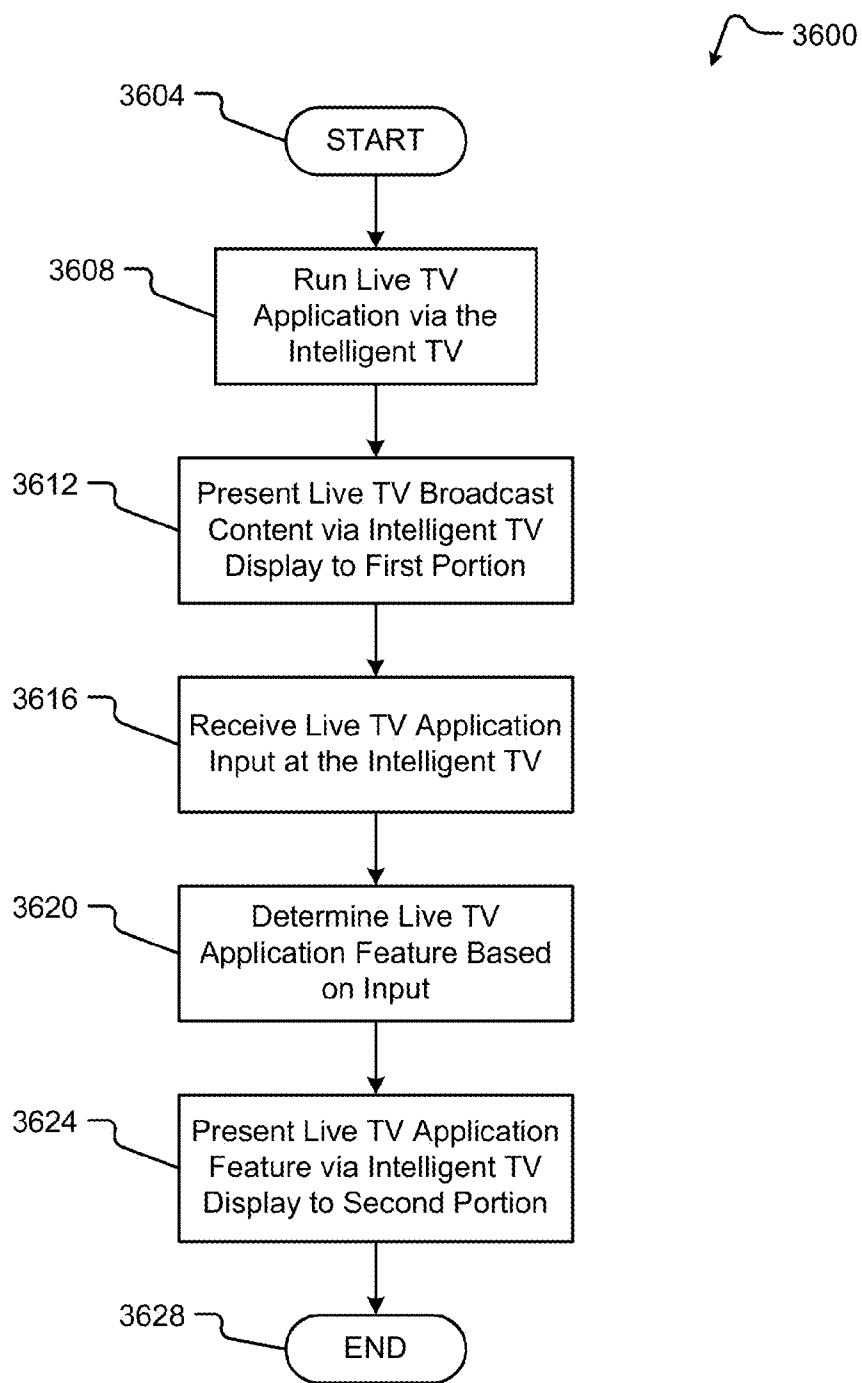 3600
3604
START
3608
Run Live TV
Application via the
Intelligent TV
3612
Present Live TV Broadcast
Content via Intelligent TV
Display to First Portion
3616
Receive Live TV Application
Input at the Intelligent TV
3620
Determine Live TV
Application Feature Based
on Input
3624
Present Live TV Application
Feature via Intelligent TV
Display to Second Portion
3628
END